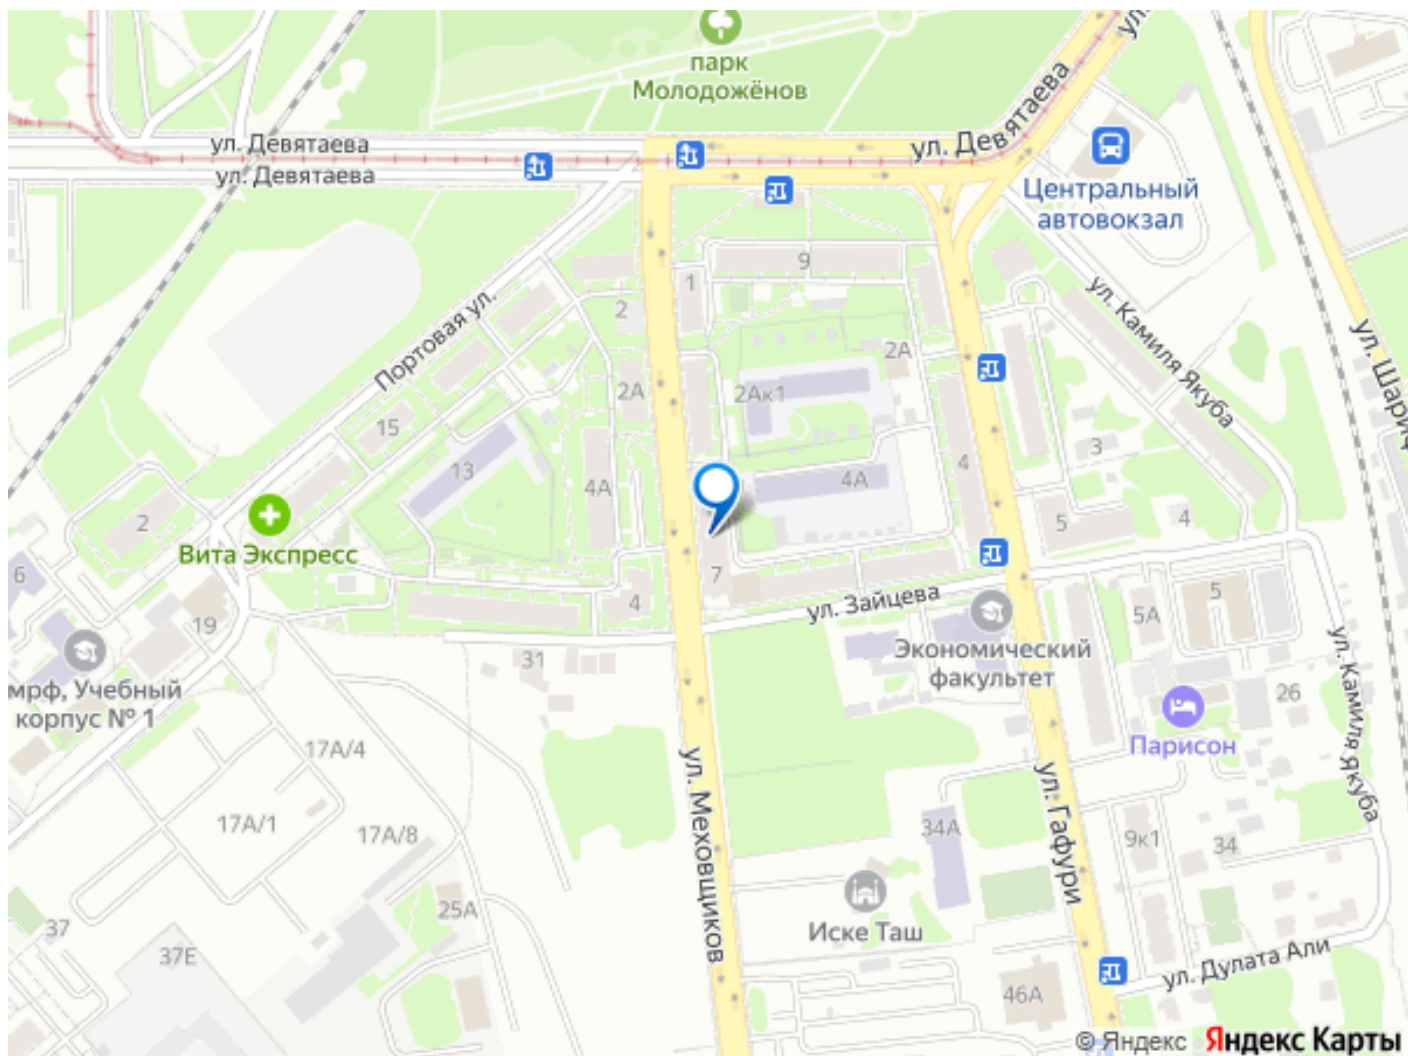 ул.
парк
Молодожёнов
ул. Девятаева
ул. Девятаева
ул. Девятаева
Центральный
автовокзал
9
1
2
ул. Камиля Якуба
Портовая ул.
ул. Шарич
2А
2А
2Ак1
15
3
13
4
4А
4А
2
5
4
Вита Экспресс
6
7
4
ул. Зайцева
5
5А
19
Экономический
факультет
31
мрф, Учебный
корпус № 1
26
ул. Камиля Якуба
17А/4
Парисон
ул. Меховщиков
ул. Гафури
17А/1
17А/8
34А
9к1
34
25А
Иске Таш
37
37Е
ул. Дулата Али
46А
© Яндекс Яндекс Карты